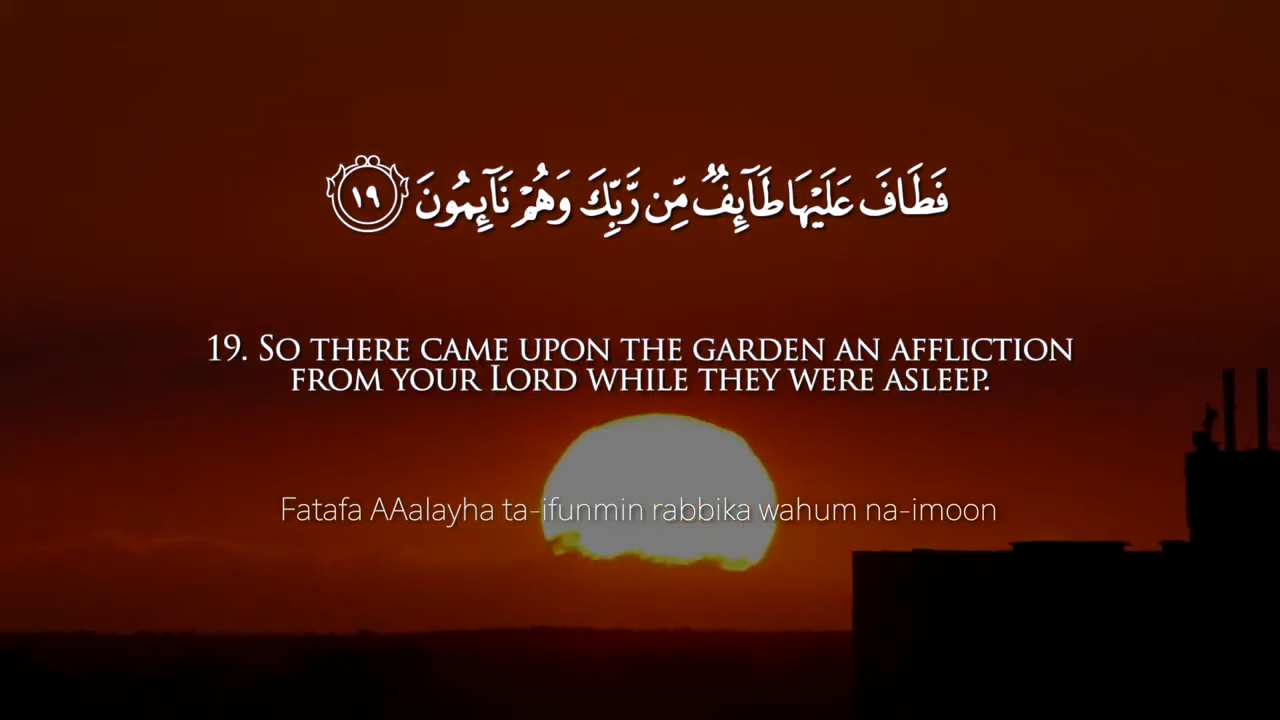 فَطَافَ عَلَيْهَا طَآئِفٌ مِّن رَّبِّكَ وَهُمْ نَآئِمُونَ ١٩
19. So there came upon the garden an affliction
from your Lord while they were asleep.
Fatafa AAalayha ta-ifunmin rabbika wahum na-imoon